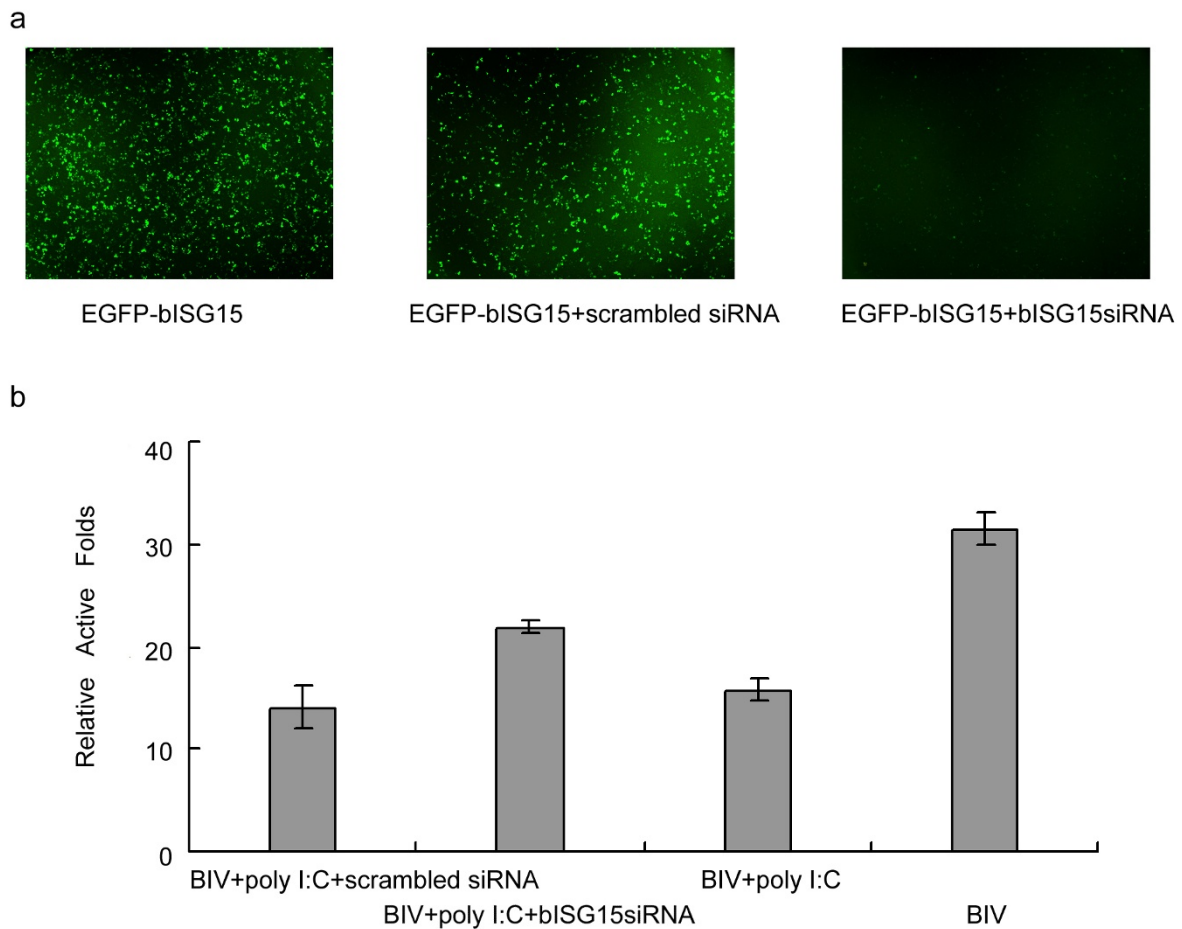 a
EGFP-bISG15
EGFP-bISG15+scrambled siRNA
EGFP-bISG15+bISG15siRNA
b
Relative Active Folds
40
30
20
10
0
BIV+poly I:C+scrambled siRNA
BIV+poly I:C+bISG15siRNA
BIV+poly I:C
BIV